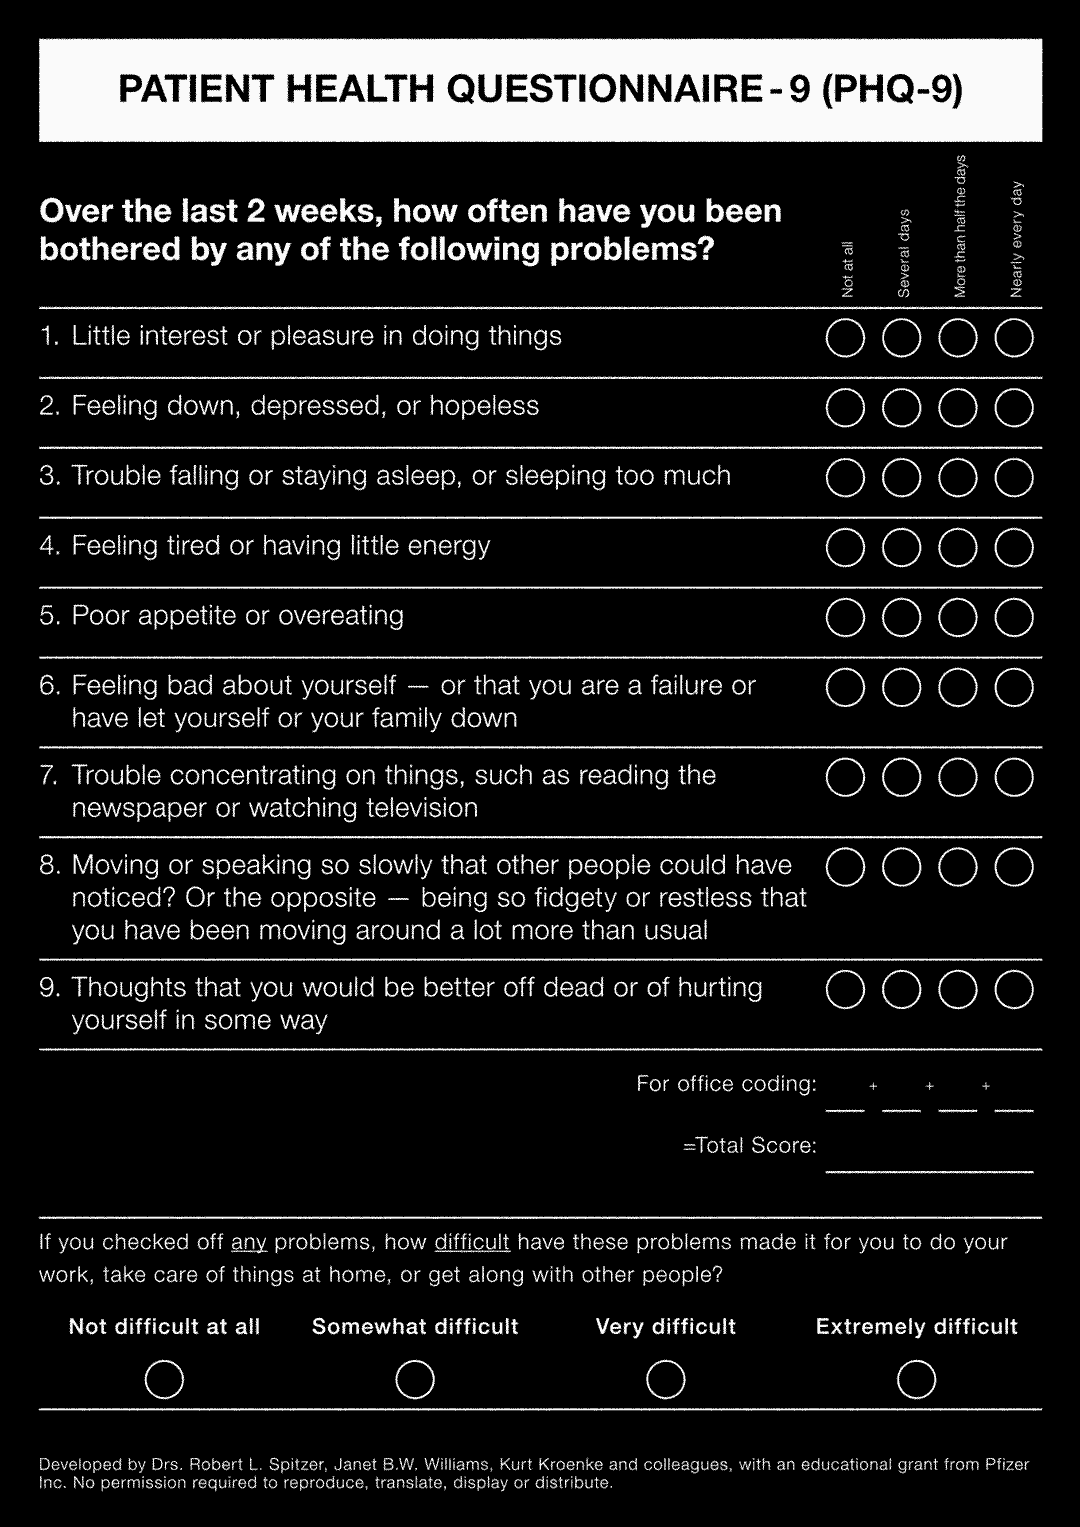 PATIENT HEALTH QUESTIONNAIRE - 9 (PHQ-9)
Over the last 2 weeks, how often have you been
bothered by any of the following problems?
Not at all
Several days
More than half the days
Nearly every day
1. Little interest or pleasure in doing things
2. Feeling down, depressed, or hopeless
3. Trouble falling or staying asleep, or sleeping too much
4. Feeling tired or having little energy
5. Poor appetite or overeating
6. Feeling bad about yourself — or that you are a failure or
have let yourself or your family down
7. Trouble concentrating on things, such as reading the
newspaper or watching television
8. Moving or speaking so slowly that other people could have
noticed? Or the opposite — being so fidgety or restless that
you have been moving around a lot more than usual
9. Thoughts that you would be better off dead or of hurting
yourself in some way
For office coding: + + +
=Total Score:
If you checked off any problems, how difficult have these problems made it for you to do your
work, take care of things at home, or get along with other people?
Not difficult at all Somewhat difficult Very difficult Extremely difficult
Developed by Drs. Robert L. Spitzer, Janet B.W. Williams, Kurt Kroenke and colleagues, with an educational grant from Pfizer
Inc. No permission required to reproduce, translate, display or distribute.